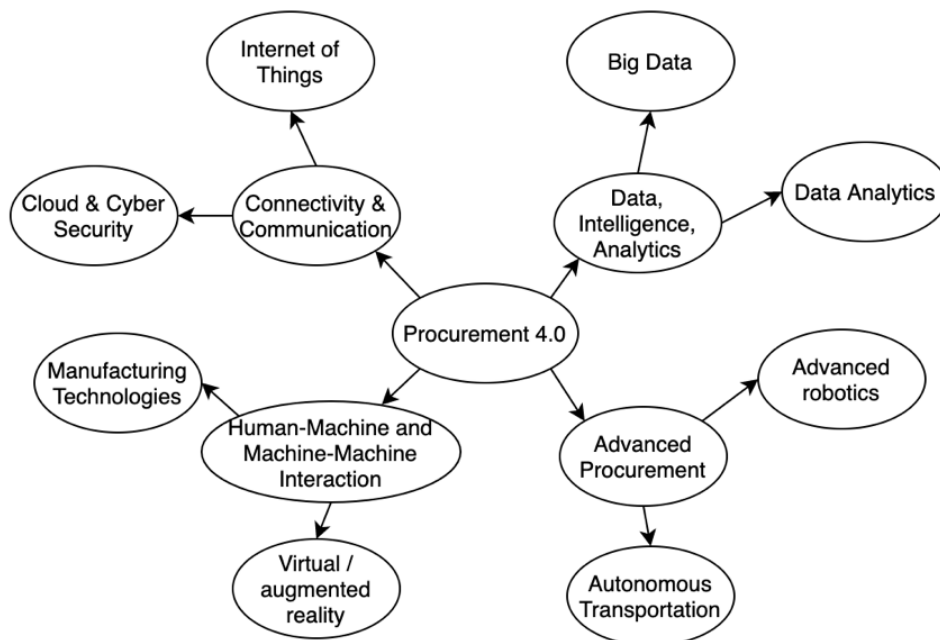 Internet of
Things
Big Data
Cloud & Cyber
Security
Connectivity &
Communication
Data,
Intelligence,
Analytics
Data Analytics
Procurement 4.0
Manufacturing
Technologies
Human-Machine and
Machine-Machine
Interaction
Advanced
Procurement
Advanced
robotics
Virtual /
augmented
reality
Autonomous
Transportation